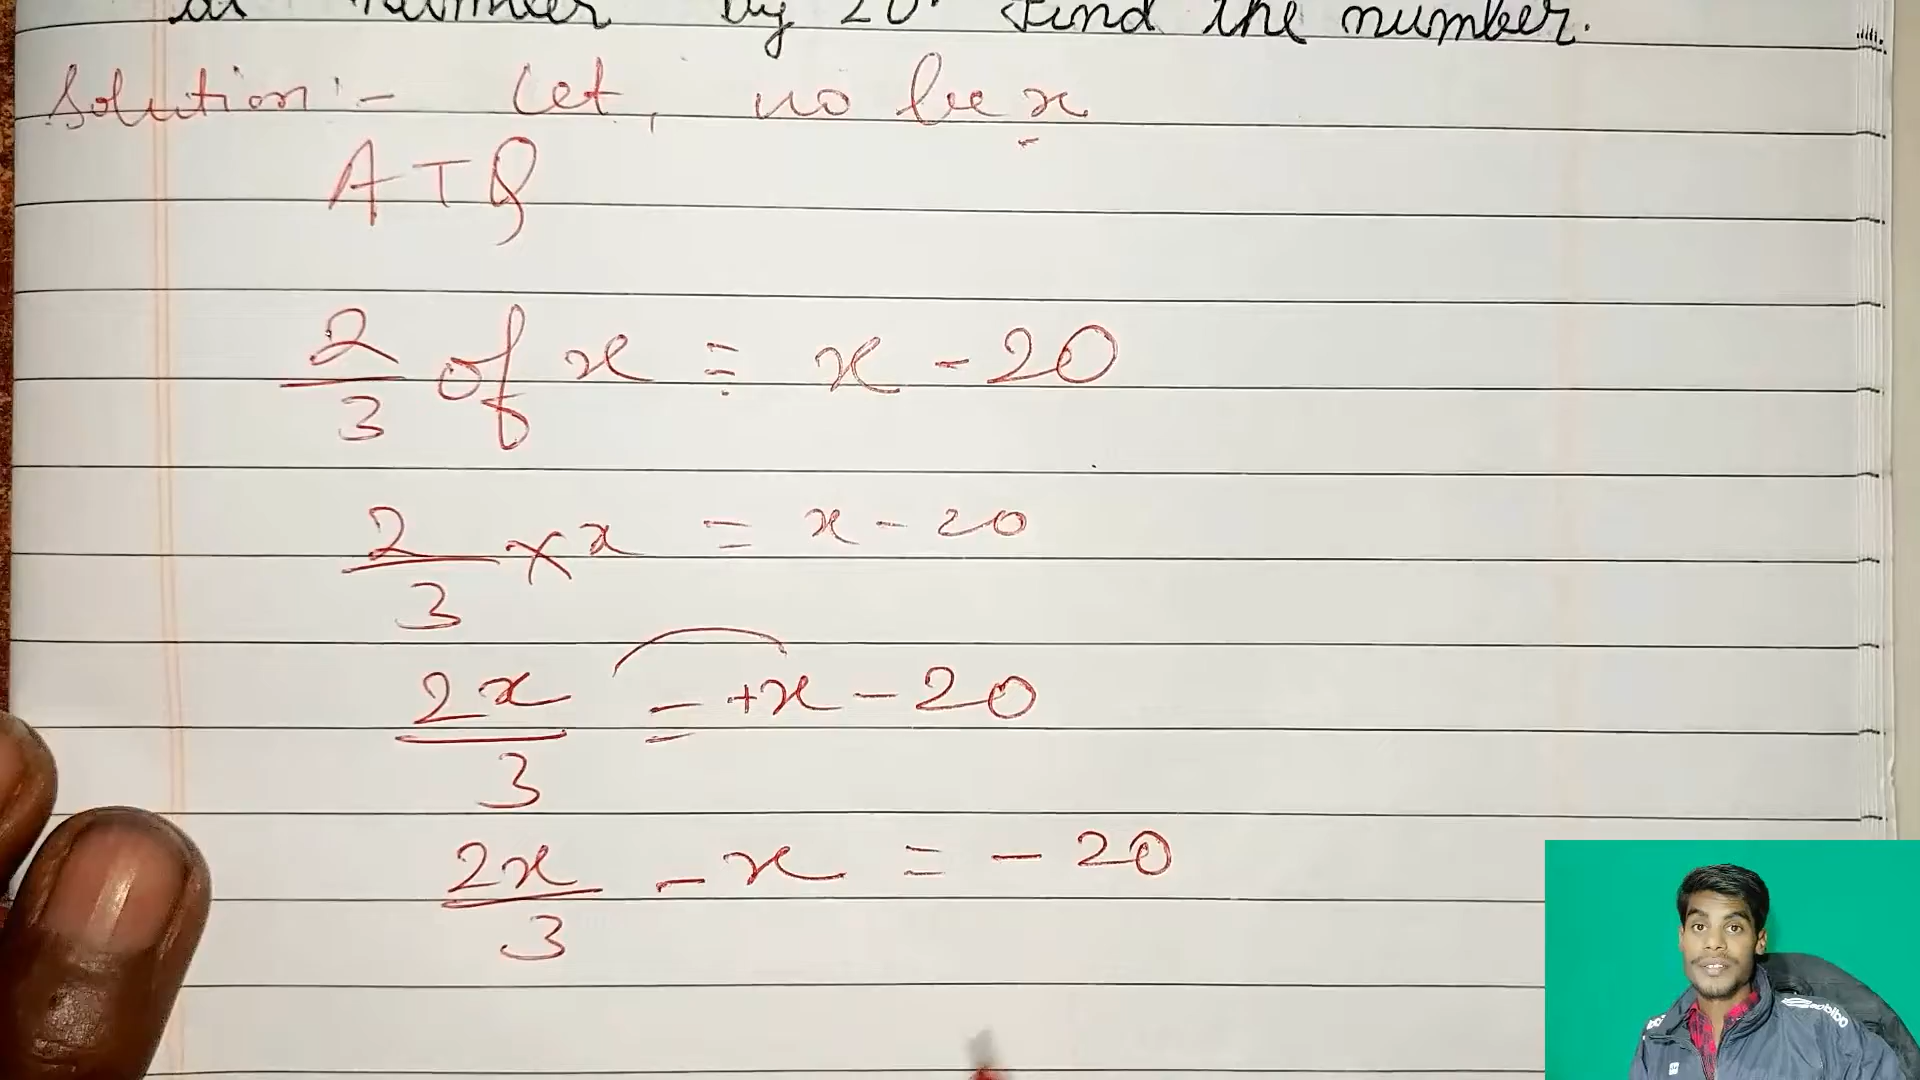 number by 20. Find the number.
Solution :- Let, no be x
ATQ
2/3 of x = x - 20
2/3 × x = x - 20
2x/3 = +x - 20
2x/3 - x = - 20